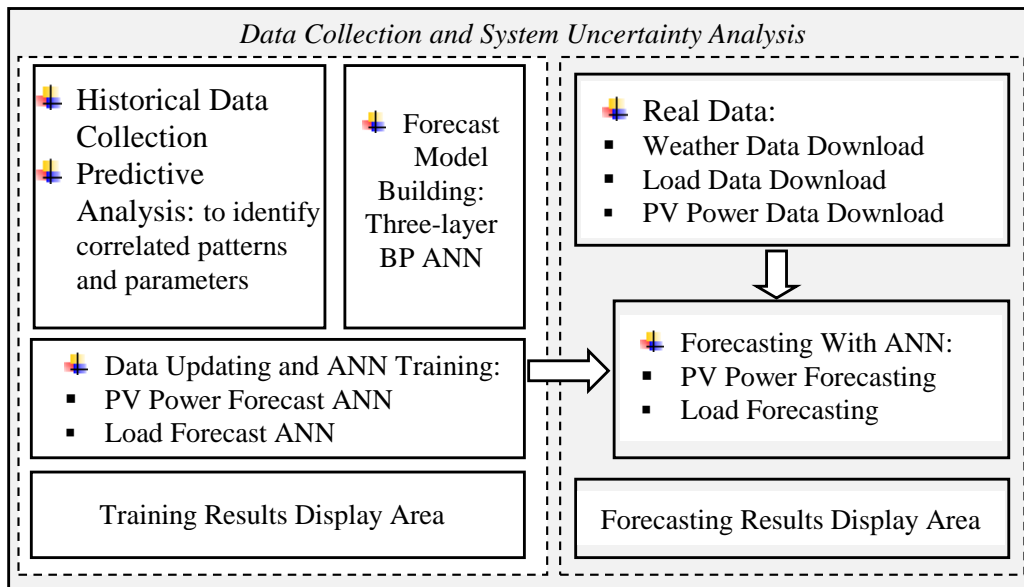 Data Collection and System Uncertainty Analysis
Historical Data
Collection
Predictive
Analysis: to identify
correlated patterns
and parameters
Forecast
Model
Building:
Three-layer
BP ANN
Data Updating and ANN Training:
PV Power Forecast ANN
Load Forecast ANN
Training Results Display Area
Real Data:
Weather Data Download
Load Data Download
PV Power Data Download
Forecasting With ANN:
PV Power Forecasting
Load Forecasting
Forecasting Results Display Area